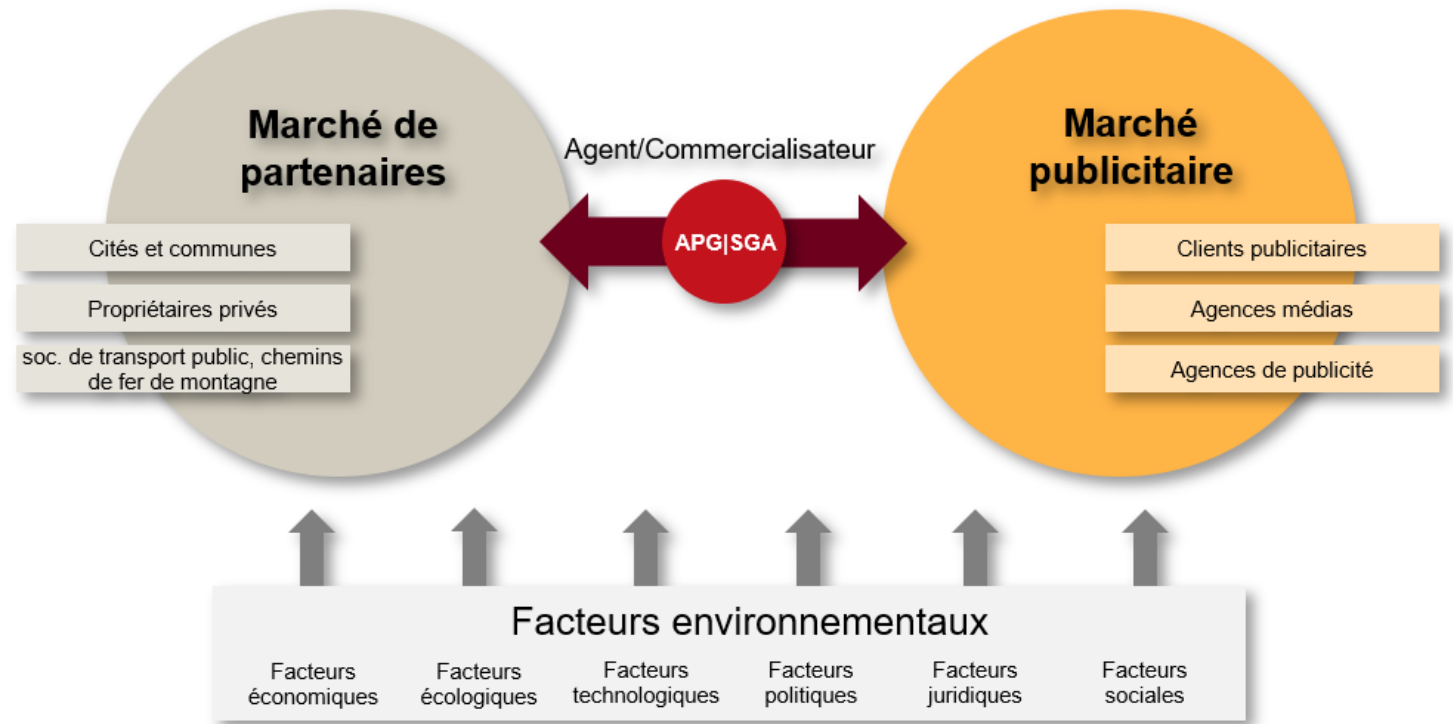 Marché de
partenaires
Cités et communes
Propriétaires privés
soc. de transport public, chemins
de fer de montagne
Agent/Commercialisateur
APG|SGA
Marché
publicitaire
Clients publicitaires
Agences médias
Agences de publicité
Facteurs environnementaux
Facteurs
économiques
Facteurs
écologiques
Facteurs
technologiques
Facteurs
politiques
Facteurs
juridiques
Facteurs
sociales